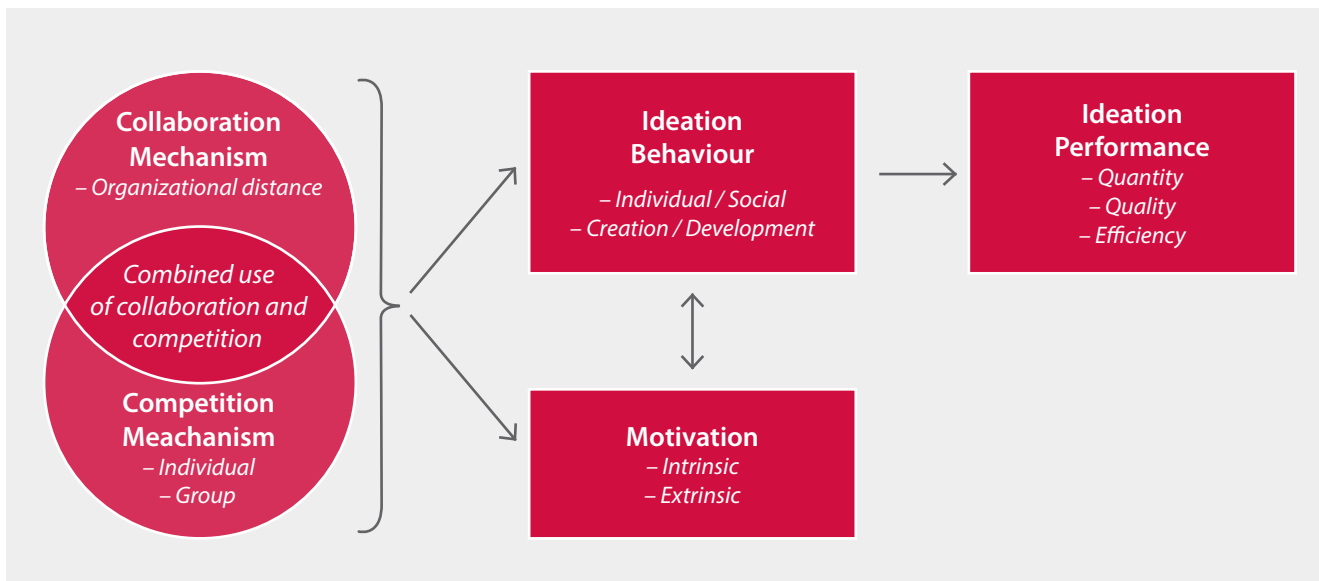 Collaboration
Mechanism
– Organizational distance
Combined use
of collaboration and
competition
Competition
Meachanism
– Individual
– Group
Ideation
Behaviour
– Individual / Social
– Creation / Development
Motivation
– Intrinsic
– Extrinsic
Ideation
Performance
– Quantity
– Quality
– Efficiency